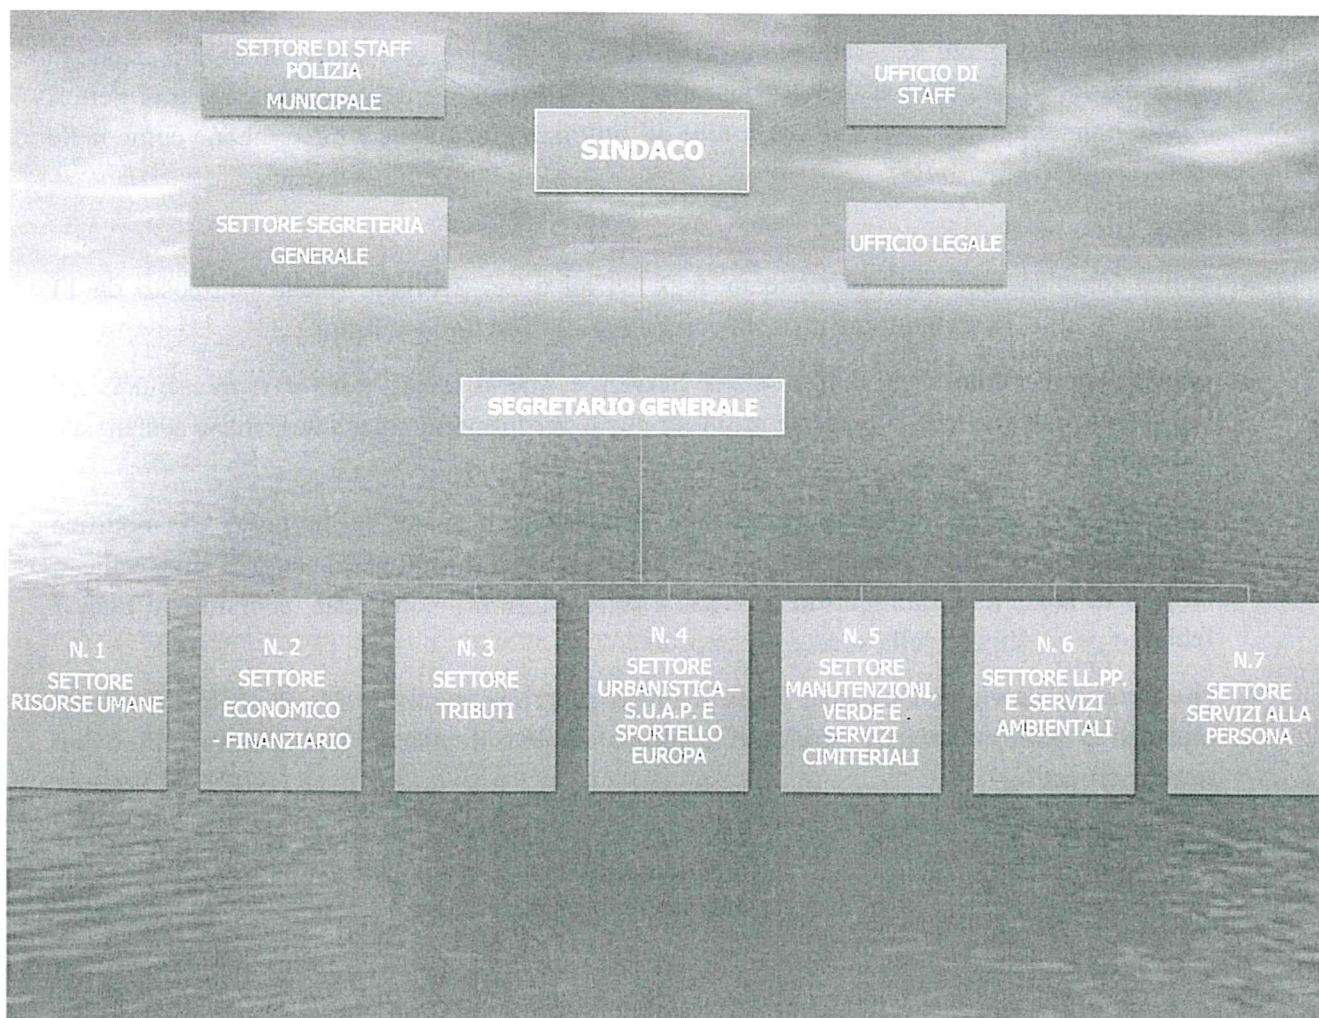 SETTORE DI STAFF
POLIZIA
MUNICIPALE
UFFICIO DI
STAFF
SINDACO
SETTORE SEGRETERIA
GENERALE
UFFICIO LEGALE
SEGRETARIO GENERALE
N. 1
SETTORE
RISORSE UMANE
N. 2
SETTORE
ECONOMICO
- FINANZIARIO
N. 3
SETTORE
TRIBUTI
N. 4
SETTORE
URBANISTICA –
S.U.A.P. E
SPORTELLO
EUROPA
N. 5
SETTORE
MANUTENZIONI,
VERDE E
SERVIZI
CIMITERIALI
N. 6
SETTORE LL.PP.
E SERVIZI
AMBIENTALI
N.7
SETTORE
SERVIZI ALLA
PERSONA